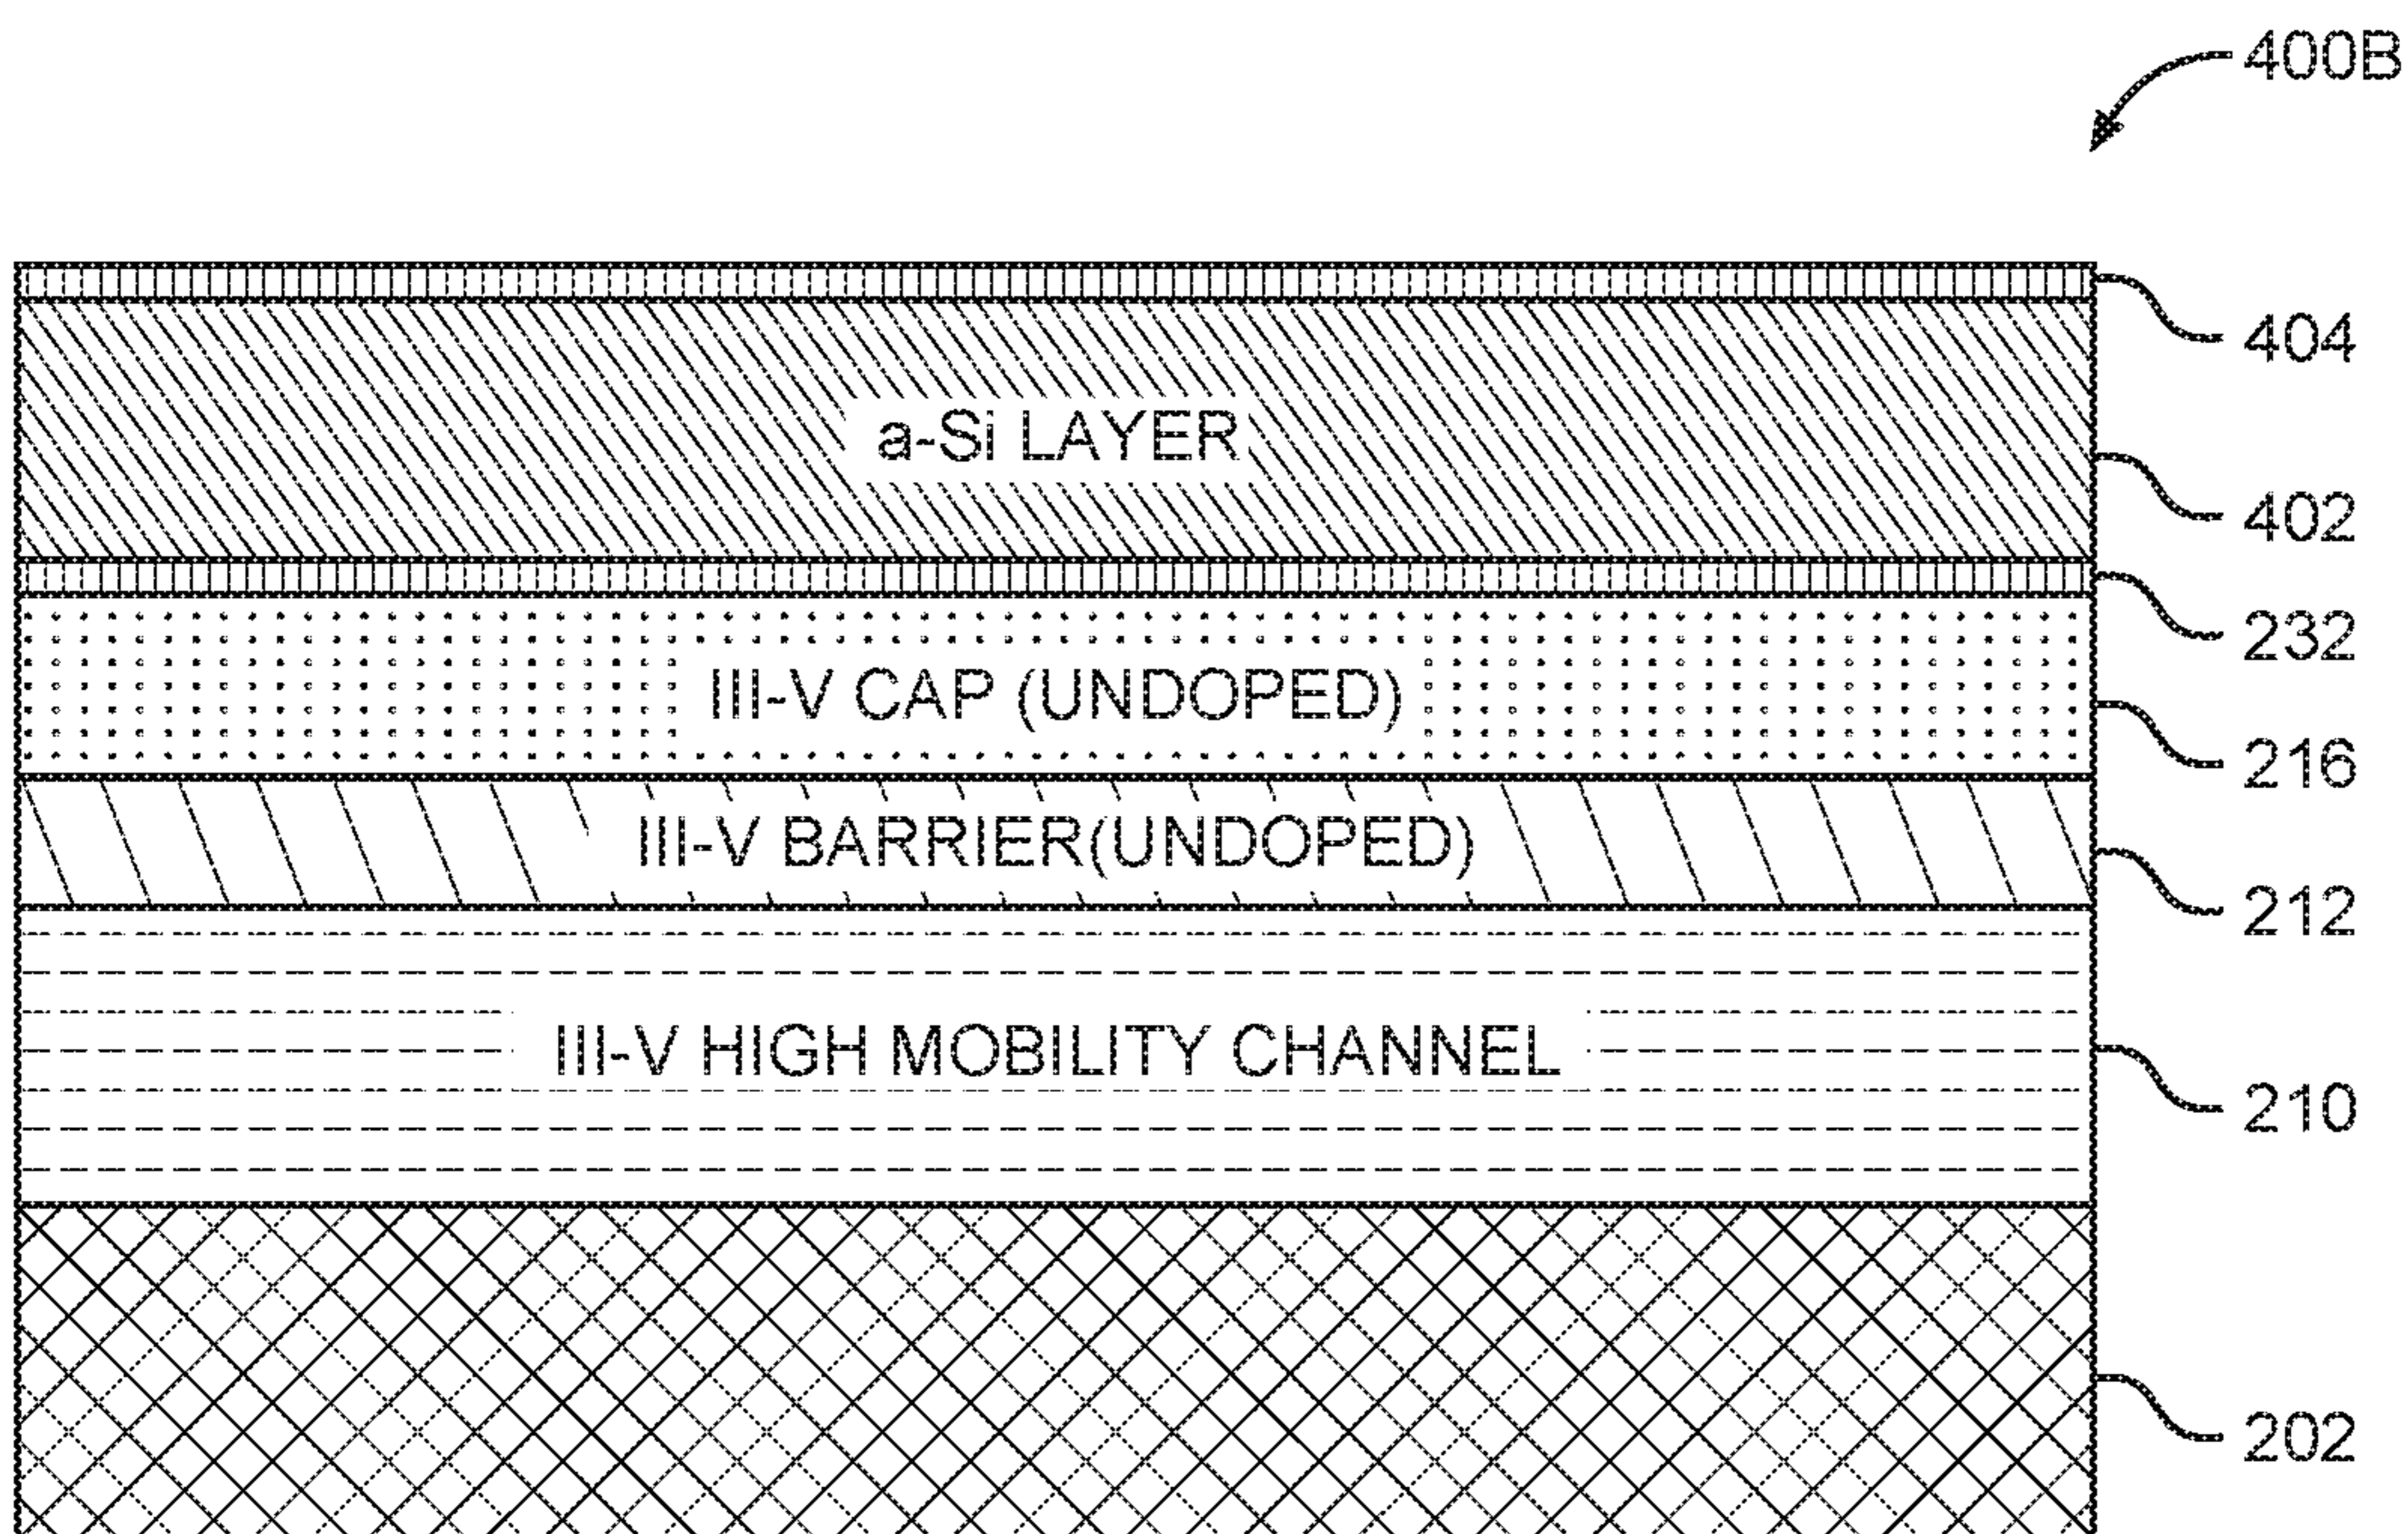 400B
404
a-Si LAYER
402
232
III-V CAP (UNDOPED)
216
III-V BARRIER(UNDOPED)
212
III-V HIGH MOBILITY CHANNEL
210
202